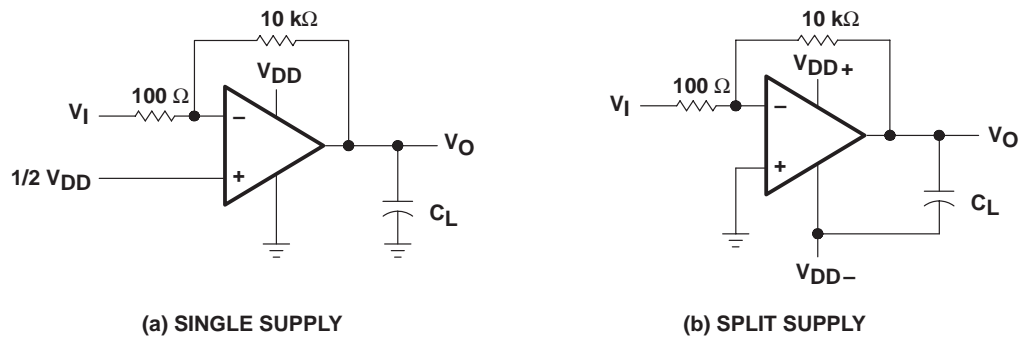 10 kΩ
VDD
100 Ω
VI
−
+
1/2 VDD
VO
CL
(a) SINGLE SUPPLY
10 kΩ
VDD+
100 Ω
VI
−
+
VO
CL
VDD−
(b) SPLIT SUPPLY